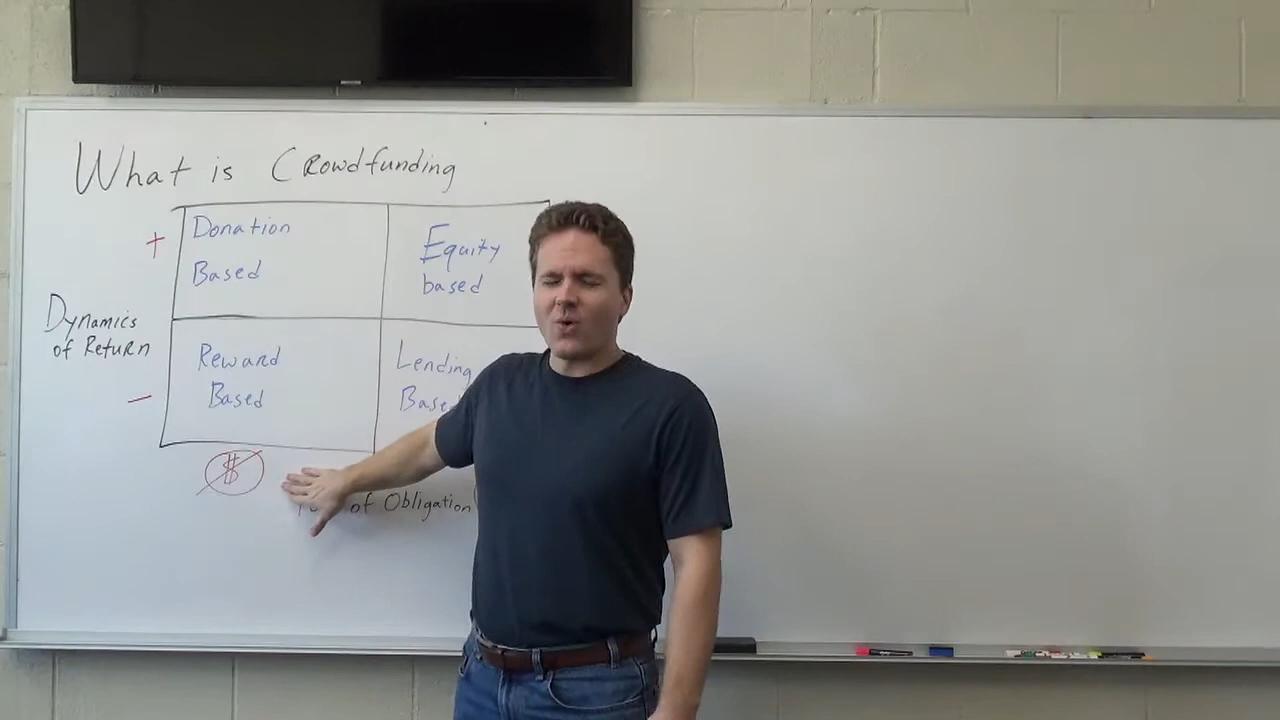 What is Crowdfunding
+
Donation
Based
Equity
based
Dynamics
of Return
Reward
Based
Lending
-
$
of Obligation